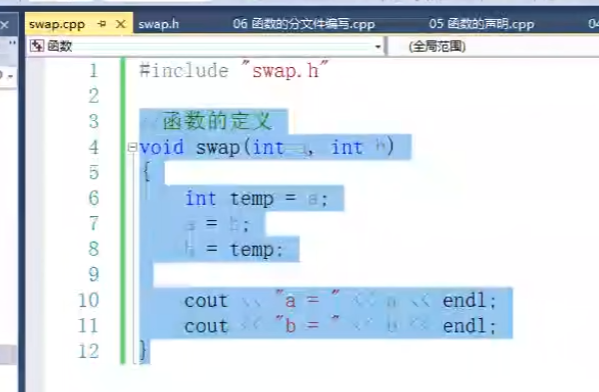 swap.cpp swap.h 06 函数的分文件编写.cpp 05 函数的声明.cpp 04
函数 (全局范围)
1 #include "swap.h"
2
3 //函数的定义
4 void swap(int a, int b)
5 {
6 int temp = a;
7 a = b;
8 b = temp;
9
10 cout << "a = " << a << endl;
11 cout << "b = " << b << endl;
12 }